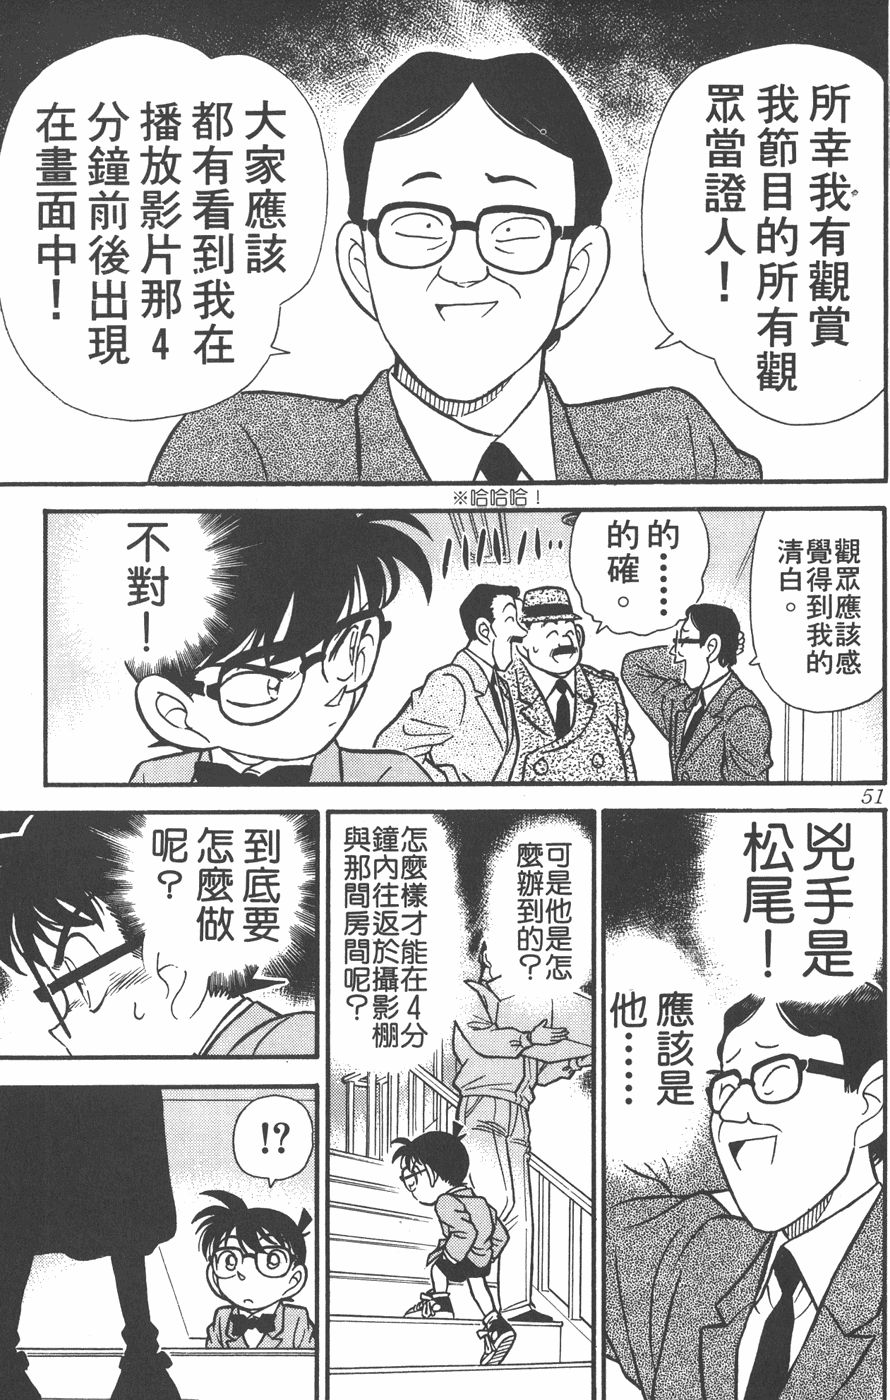 所幸我有觀賞
我節目的所有觀
眾當證人！
大家應該
都有看到我在
播放影片那4
分鐘前後出現
在畫面中！
※哈哈哈！
觀眾應該感
覺得到我的
清白。
的……
的確。
不對！
51
兇手是
松尾！
應該是
他……
可是他是怎
麼辦到的？
怎麼樣才能在4分
鐘內往返於攝影棚
與那間房間呢？
到底要
怎麼做
呢？
!?